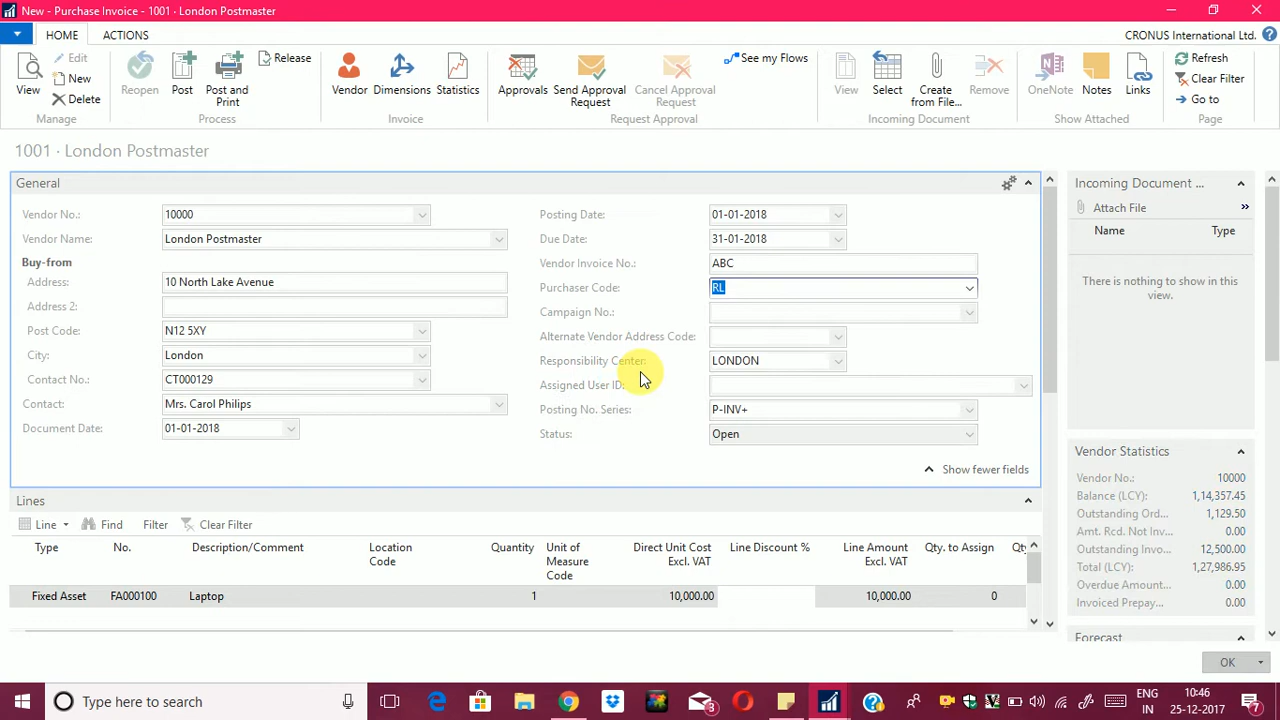 New - Purchase Invoice - 1001 · London Postmaster
HOME ACTIONS CRONUS International Ltd.
View Edit New Delete Manage
Reopen Post Post and Print Release Process
Vendor Dimensions Statistics Invoice
Approvals Send Approval Request Cancel Approval Request See my Flows Request Approval
View Select Create from File... Remove Incoming Document
OneNote Notes Links Show Attached
Refresh Clear Filter Go to Page
1001 · London Postmaster
General
Vendor No.: 10000
Vendor Name: London Postmaster
Buy-from
Address: 10 North Lake Avenue
Address 2:
Post Code: N12 5XY
City: London
Contact No.: CT000129
Contact: Mrs. Carol Philips
Document Date: 01-01-2018
Posting Date: 01-01-2018
Due Date: 31-01-2018
Vendor Invoice No.: ABC
Purchaser Code: RL
Campaign No.:
Alternate Vendor Address Code:
Responsibility Center: LONDON
Assigned User ID:
Posting No. Series: P-INV+
Status: Open
Show fewer fields
Lines
Line Find Filter Clear Filter
Type No. Description/Comment Location Code Quantity Unit of Measure Code Direct Unit Cost Excl. VAT Line Discount % Line Amount Excl. VAT Qty. to Assign
Fixed Asset FA000100 Laptop 1 10,000.00 10,000.00 0
Incoming Document ...
Attach File
Name Type
There is nothing to show in this view.
Vendor Statistics
Vendor No.: 10000
Balance (LCY): 1,14,357.45
Outstanding Ord... 1,129.50
Amt. Rcd. Not Inv... 0.00
Outstanding Invo... 12,500.00
Total (LCY): 1,27,986.95
Overdue Amount... 0.00
Invoiced Prepay... 0.00
Forecast
OK
Type here to search
3
ENG IN
10:46
25-12-2017
7